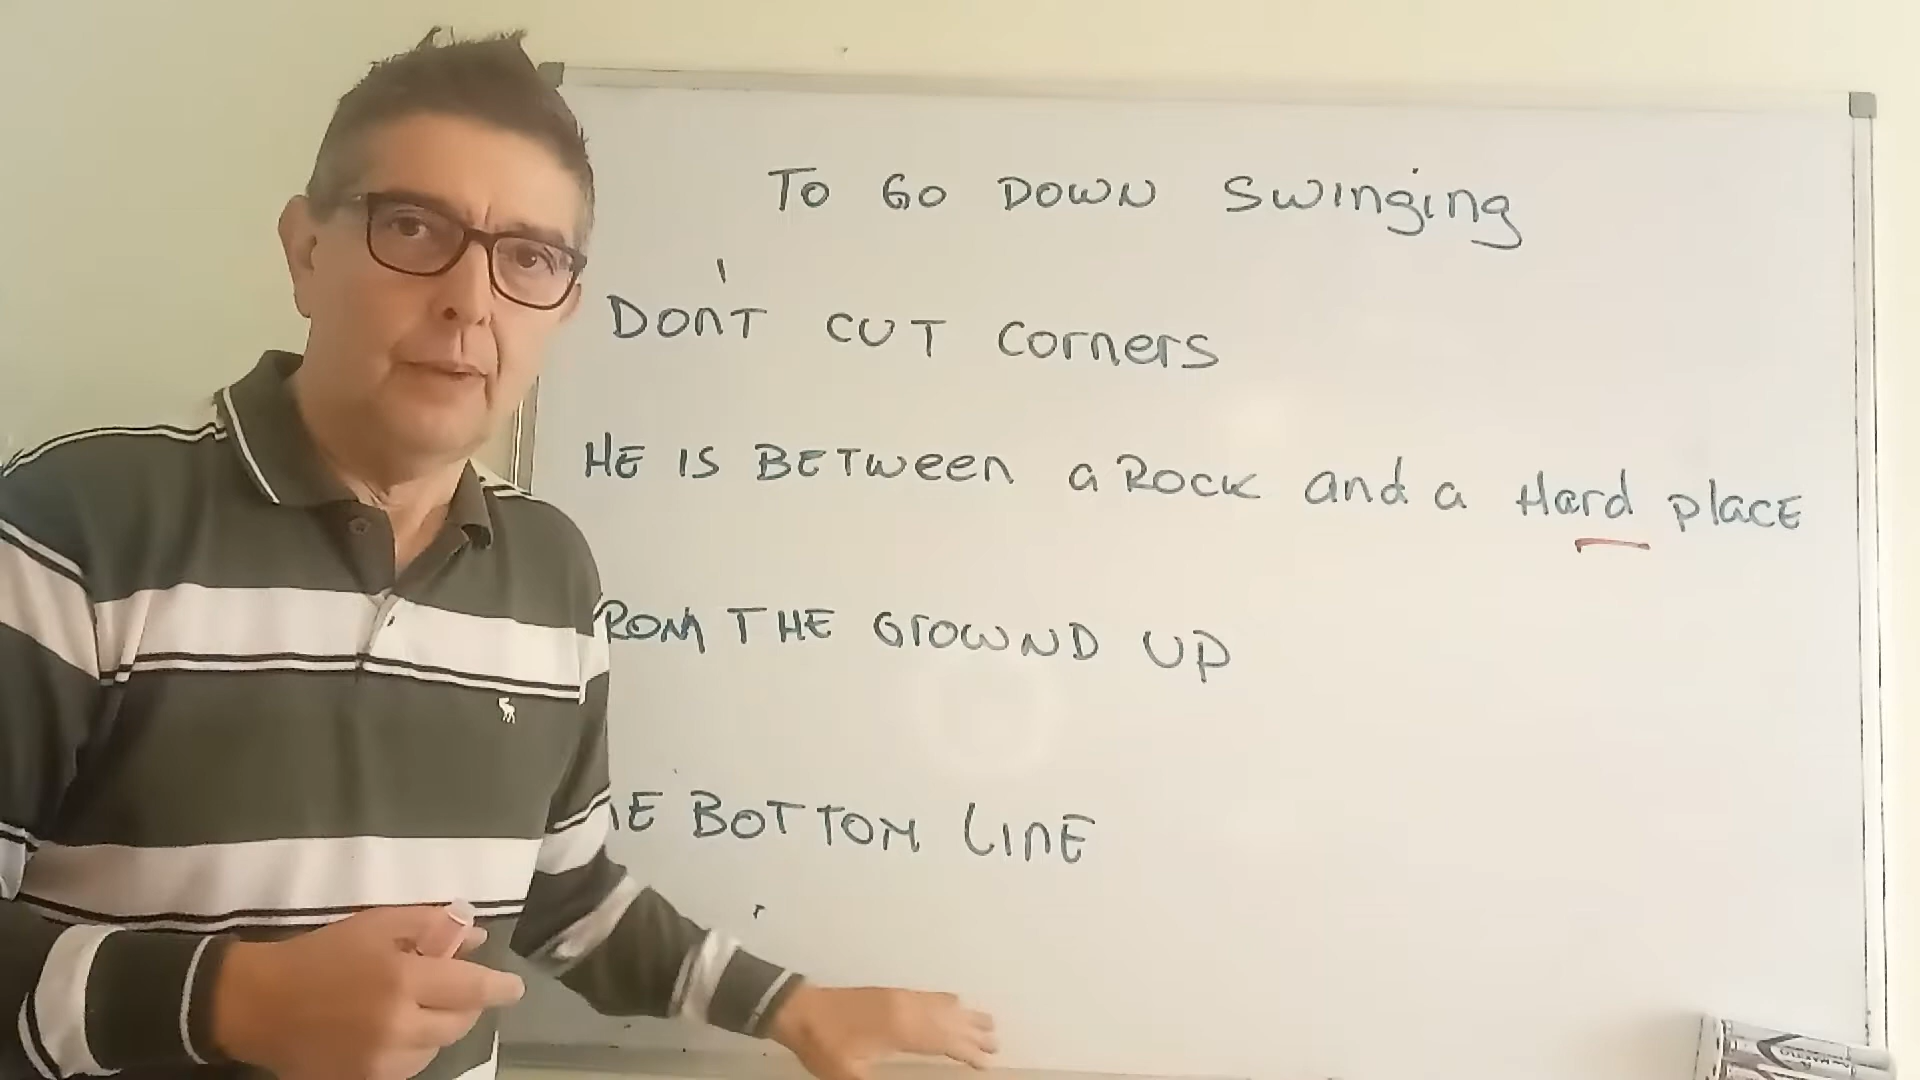 TO GO DOWN Swinging
Don'T CUT Corners
HE IS BETween a Rock and a Hard place
ROM THE GROWND UP
E BOTTOM LINE